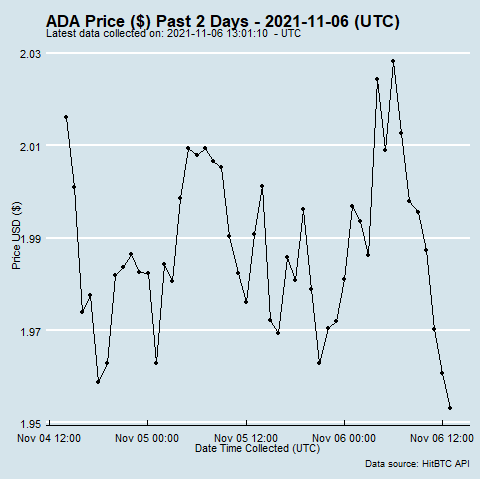 ADA Price ($) Past 2 Days - 2021-11-06 (UTC)
Latest data collected on: 2021-11-06 13:01:10  - UTC
2.03
2.01
1.99
1.97
1.95
Price USD ($)
Nov 04 12:00 Nov 05 00:00 Nov 05 12:00 Nov 06 00:00 Nov 06 12:00
Date Time Collected (UTC)
Data source: HitBTC API